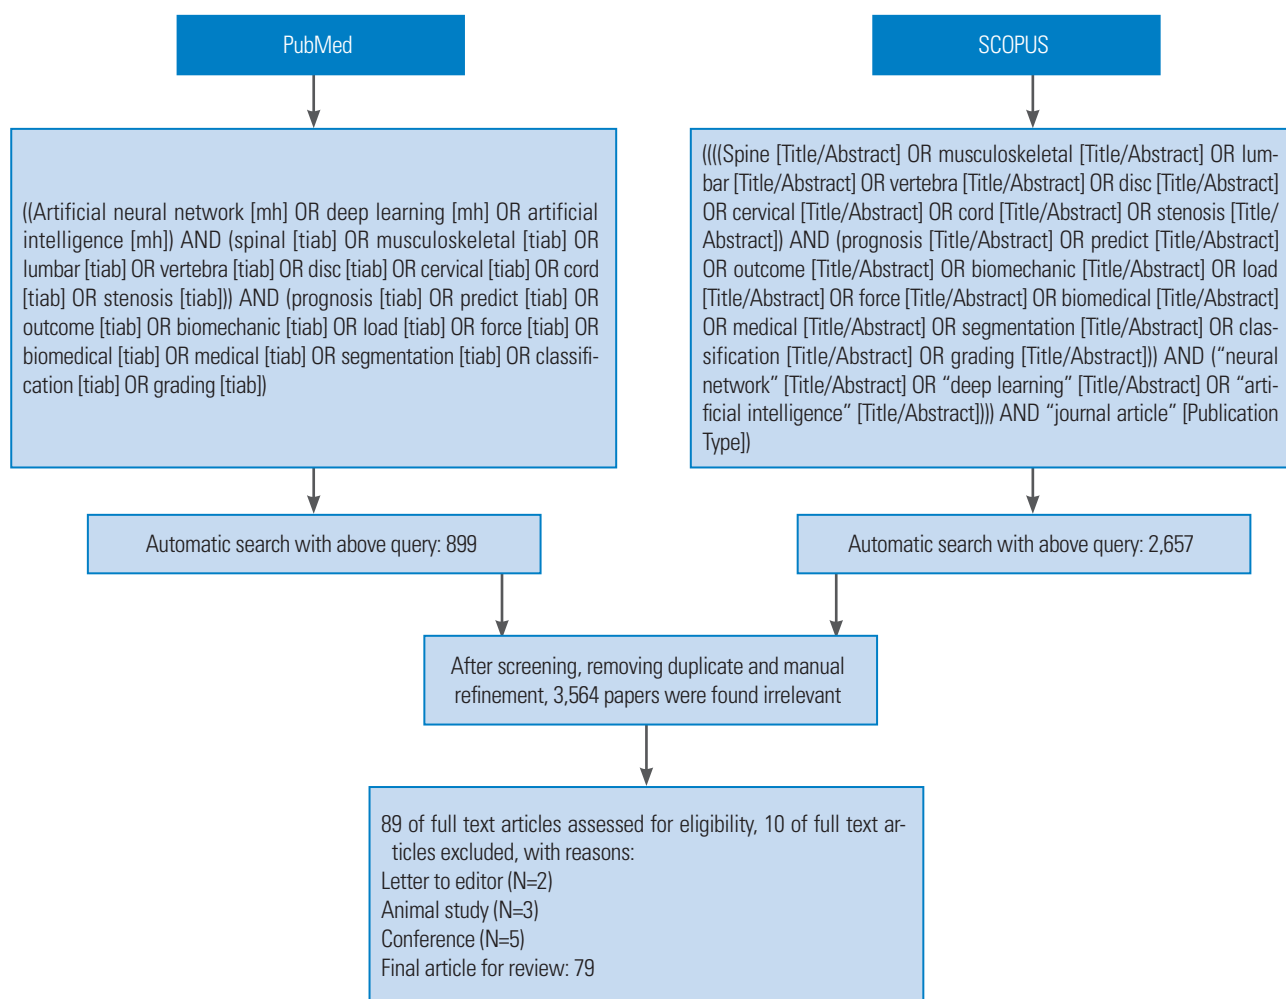 PubMed
SCOPUS
((Artificial neural network [mh] OR deep learning [mh] OR artificial
intelligence [mh]) AND (spinal [tiab] OR musculoskeletal [tiab] OR
lumbar [tiab] OR vertebra [tiab] OR disc [tiab] OR cervical [tiab] OR cord
[tiab] OR stenosis [tiab])) AND (prognosis [tiab] OR predict [tiab] OR
outcome [tiab] OR biomechanic [tiab] OR load [tiab] OR force [tiab] OR
biomedical [tiab] OR medical [tiab] OR segmentation [tiab] OR classifi-
cation [tiab] OR grading [tiab])
((((Spine [Title/Abstract] OR musculoskeletal [Title/Abstract] OR lum-
bar [Title/Abstract] OR vertebra [Title/Abstract] OR disc [Title/Abstract]
OR cervical [Title/Abstract] OR cord [Title/Abstract] OR stenosis [Title/
Abstract]) AND (prognosis [Title/Abstract] OR predict [Title/Abstract]
OR outcome [Title/Abstract] OR biomechanic [Title/Abstract] OR load
[Title/Abstract] OR force [Title/Abstract] OR biomedical [Title/Abstract]
OR medical [Title/Abstract] OR segmentation [Title/Abstract] OR clas-
sification [Title/Abstract] OR grading [Title/Abstract])) AND (“neural
network” [Title/Abstract] OR “deep learning” [Title/Abstract] OR “arti-
ficial intelligence” [Title/Abstract]))) AND “journal article” [Publication
Type])
Automatic search with above query: 899
Automatic search with above query: 2,657
After screening, removing duplicate and manual
refinement, 3,564 papers were found irrelevant
89 of full text articles assessed for eligibility, 10 of full text ar-
ticles excluded, with reasons:
Letter to editor (N=2)
Animal study (N=3)
Conference (N=5)
Final article for review: 79